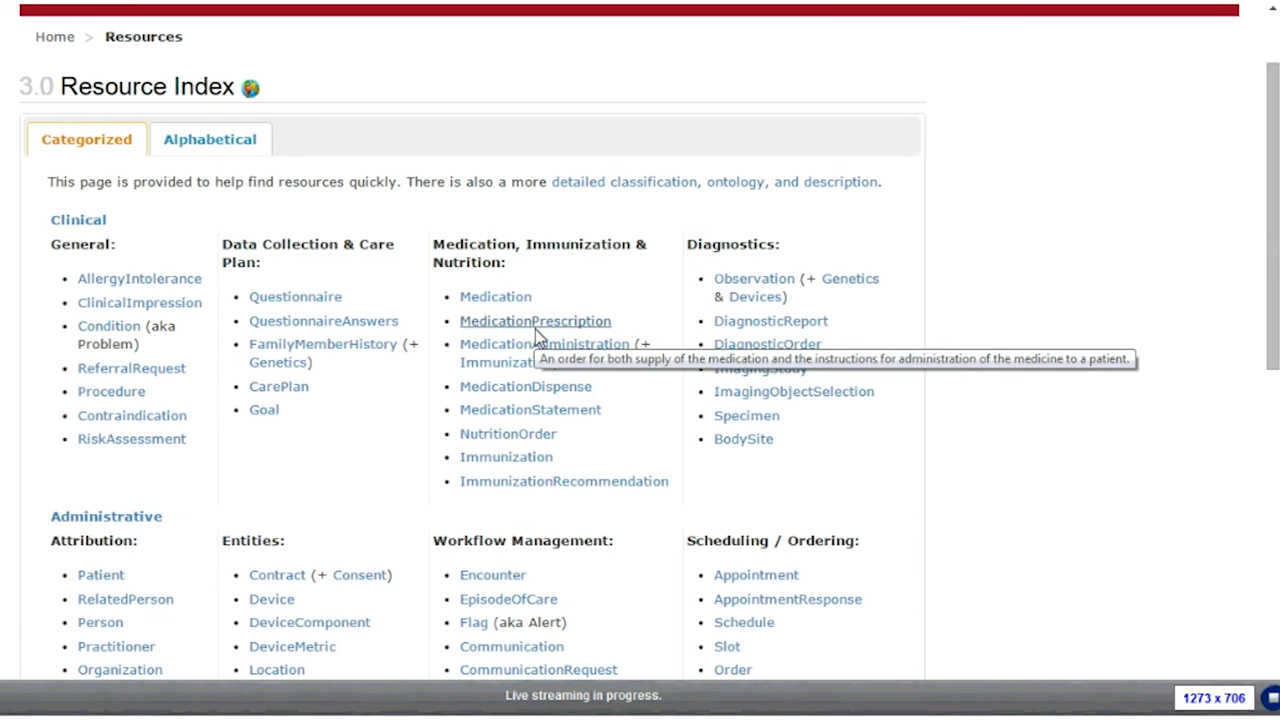 Home > Resources
3.0 Resource Index
Categorized
Alphabetical
This page is provided to help find resources quickly. There is also a more detailed classification, ontology, and description.
Clinical
General:
• AllergyIntolerance
• ClinicalImpression
• Condition (aka
Problem)
• ReferralRequest
• Procedure
• Contraindication
• RiskAssessment
Data Collection & Care
Plan:
• Questionnaire
• QuestionnaireAnswers
• FamilyMemberHistory (+
Genetics)
• CarePlan
• Goal
Medication, Immunization &
Nutrition:
• Medication
• MedicationPrescription
• MedicationAdministration (+
Immuniza
An order for both supply of the medication and the instructions for administration of the medicine to a patient.
• MedicationDispense
• MedicationStatement
• NutritionOrder
• Immunization
• ImmunizationRecommendation
Diagnostics:
• Observation (+ Genetics
& Devices)
• DiagnosticReport
• DiagnosticOrder
• ImagingStudy
• ImagingObjectSelection
• Specimen
• BodySite
Administrative
Attribution:
• Patient
• RelatedPerson
• Person
• Practitioner
• Organization
Entities:
• Contract (+ Consent)
• Device
• DeviceComponent
• DeviceMetric
• Location
Workflow Management:
• Encounter
• EpisodeOfCare
• Flag (aka Alert)
• Communication
• CommunicationRequest
Scheduling / Ordering:
• Appointment
• AppointmentResponse
• Schedule
• Slot
• Order
Live streaming in progress.
1273 x 706